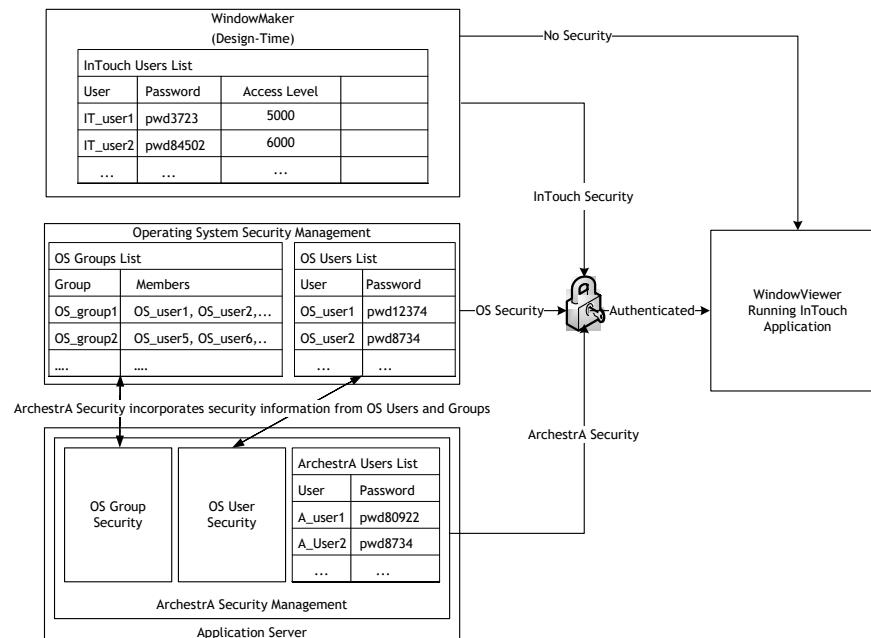 WindowMaker
(Design-Time)
InTouch Users List
User Password Access Level
IT_user1 pwd3723 5000
IT_user2 pwd84502 6000
... ... ...
No Security
InTouch Security
Operating System Security Management
OS Groups List
Group Members
OS_group1 OS_user1, OS_user2,...
OS_group2 OS_user5, OS_user6,..
.... ....
OS Users List
User Password
OS_user1 pwd12374
OS_user2 pwd8734
... ...
OS Security
Authenticated
WindowViewer
Running InTouch
Application
ArchestrA Security incorporates security information from OS Users and Groups
ArchestrA Security
OS Group
Security
OS User
Security
ArchestrA Users List
User Password
A_user1 pwd80922
A_User2 pwd8734
... ...
ArchestrA Security Management
Application Server